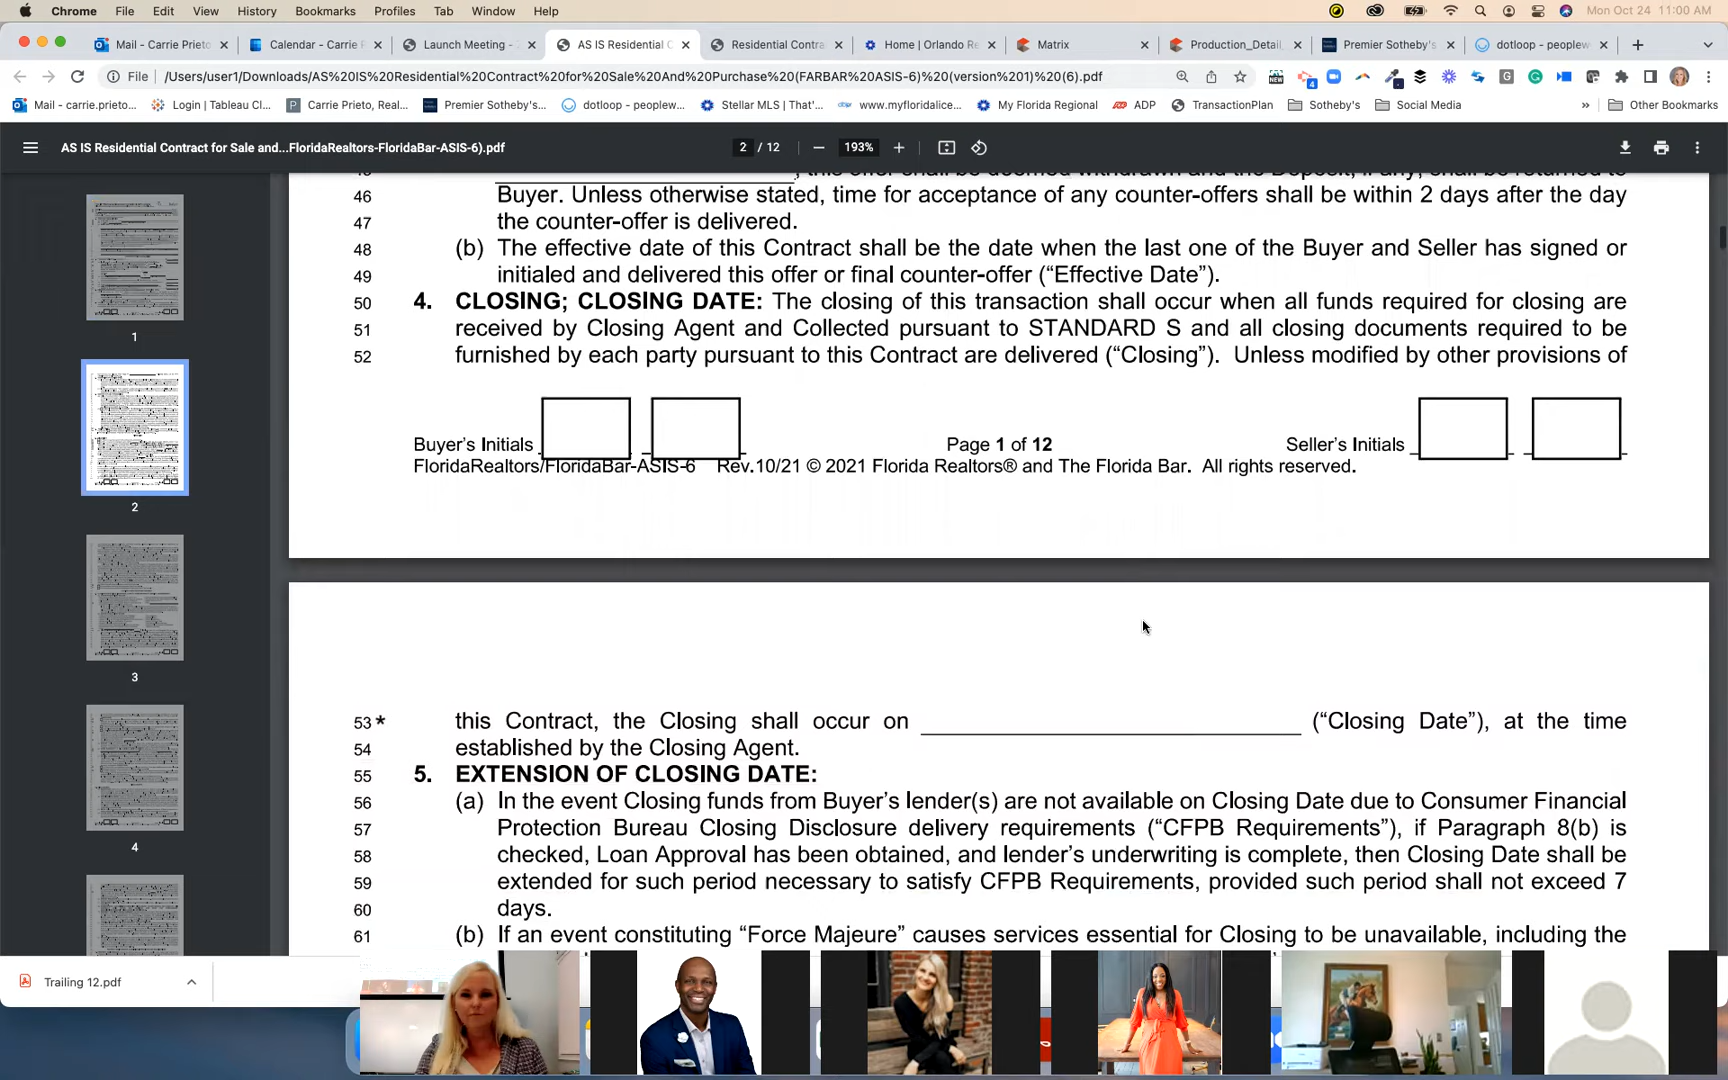 Chrome File Edit View History Bookmarks Profiles Tab Window Help Mon Oct 24 11:00 AM
Mail - Carrie Prieto
Calendar - Carrie P
Launch Meeting - Z
AS IS Residential C
Residential Contra
Home | Orlando Re
Matrix
Production_Detail_
Premier Sotheby's
dotloop - peoplew
File /Users/user1/Downloads/AS%20IS%20Residential%20Contract%20for%20Sale%20And%20Purchase%20(FARBAR%20ASIS-6)%20(version%201)%20(6).pdf
Mail - carrie.prieto...
Login | Tableau Cl...
Carrie Prieto, Real...
Premier Sotheby's...
dotloop - peoplew...
Stellar MLS | That'...
www.myfloridalice...
My Florida Regional
ADP
TransactionPlan
Sotheby's
Social Media
»
Other Bookmarks
AS IS Residential Contract for Sale and...FloridaRealtors-FloridaBar-ASIS-6).pdf
2 / 12
193%
1
2
3
4
46 Buyer. Unless otherwise stated, time for acceptance of any counter-offers shall be within 2 days after the day
47 the counter-offer is delivered.
48 (b) The effective date of this Contract shall be the date when the last one of the Buyer and Seller has signed or
49 initialed and delivered this offer or final counter-offer (“Effective Date”).
50 4. CLOSING; CLOSING DATE: The closing of this transaction shall occur when all funds required for closing are
51 received by Closing Agent and Collected pursuant to STANDARD S and all closing documents required to be
52 furnished by each party pursuant to this Contract are delivered (“Closing”). Unless modified by other provisions of
Buyer’s Initials Page 1 of 12 Seller’s Initials
FloridaRealtors/FloridaBar-ASIS-6 Rev.10/21 © 2021 Florida Realtors® and The Florida Bar. All rights reserved.
53 * this Contract, the Closing shall occur on ____ (“Closing Date”), at the time
54 established by the Closing Agent.
55 5. EXTENSION OF CLOSING DATE:
56 (a) In the event Closing funds from Buyer’s lender(s) are not available on Closing Date due to Consumer Financial
57 Protection Bureau Closing Disclosure delivery requirements (“CFPB Requirements”), if Paragraph 8(b) is
58 checked, Loan Approval has been obtained, and lender’s underwriting is complete, then Closing Date shall be
59 extended for such period necessary to satisfy CFPB Requirements, provided such period shall not exceed 7
60 days.
61 (b) If an event constituting “Force Majeure” causes services essential for Closing to be unavailable, including the
Trailing 12.pdf